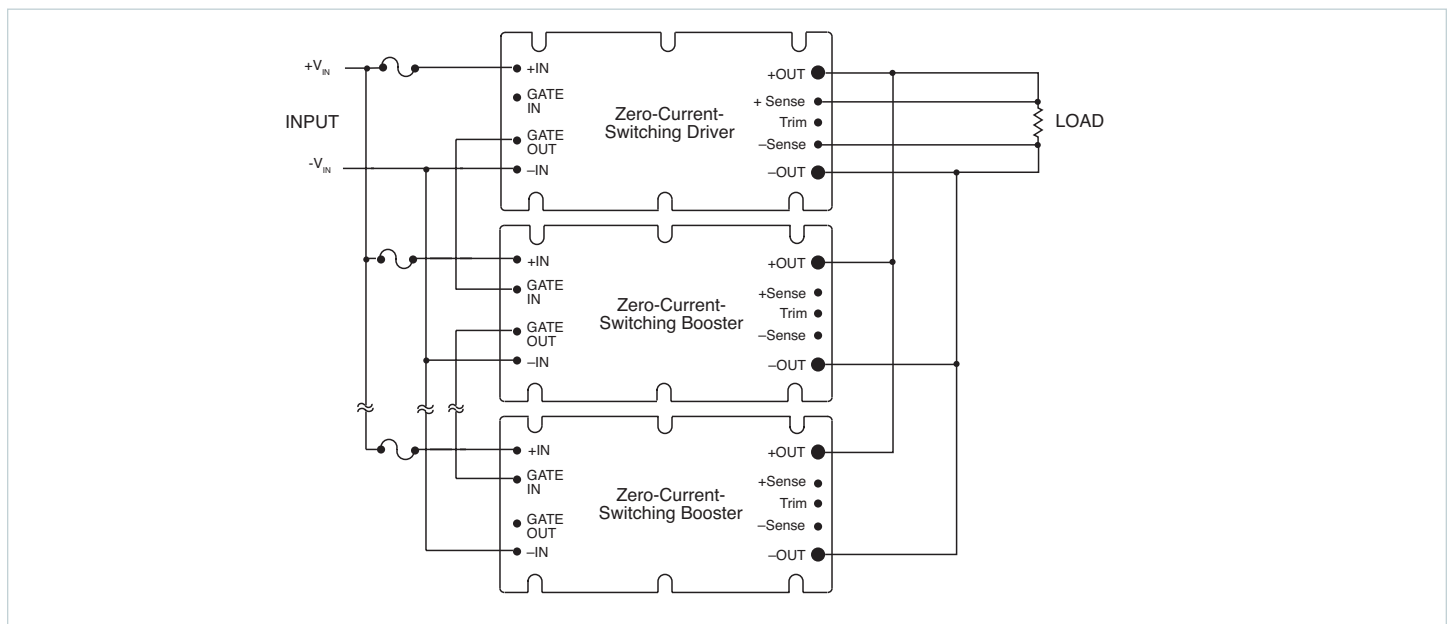 +VIN
INPUT
-VIN
+IN
GATE
IN
GATE
OUT
–IN
Zero-Current-
Switching Driver
+OUT
+ Sense
Trim
–Sense
–OUT
LOAD
+IN
GATE
IN
GATE
OUT
–IN
Zero-Current-
Switching Booster
+OUT
+Sense
Trim
–Sense
–OUT
+IN
GATE
IN
GATE
OUT
–IN
Zero-Current-
Switching Booster
+OUT
+Sense
Trim
–Sense
–OUT